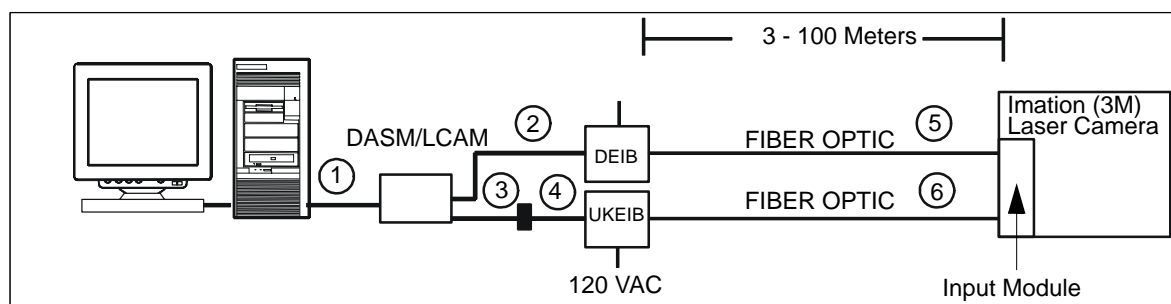 3 - 100 Meters
Imation (3M)
Laser Camera
DASM/LCAM
2
5
DEIB
FIBER OPTIC
1
3
4
6
UKEIB
FIBER OPTIC
120 VAC
Input Module